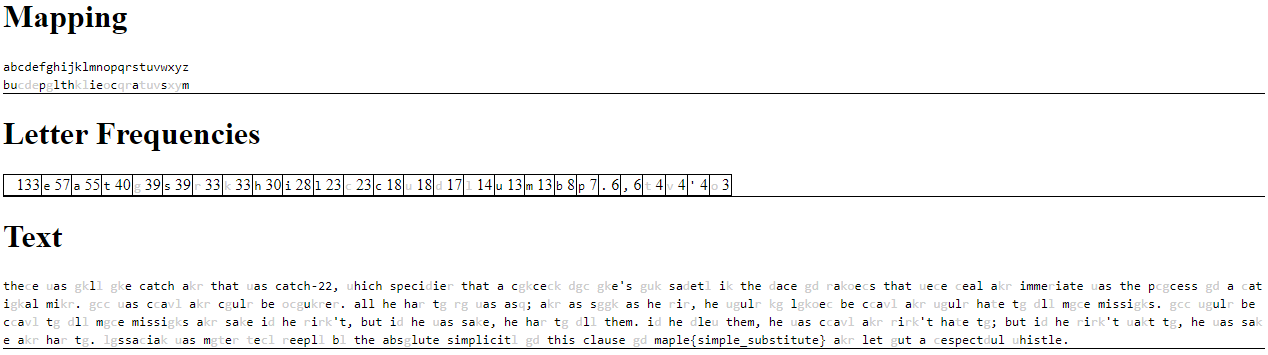 Mapping
abcdefghijklmnopqrstuvwxyz
bucdepglthklieocqratuvsxym
Letter Frequencies
133 e 57 a 55 t 40 g 39 s 39 r 33 k 33 h 30 i 28 l 23 c 23 c 18 u 18 d 17 l 14 u 13 m 13 b 8 p 7 . 6 , 6 t 4 v 4 ' 4 o 3
Text
thece uas gkll gke catch akr that uas catch-22, uhich specidier that a cgkceck dgc gke's guk sadetl ik the dace gd rakoecs that uece ceal akr immeriate uas the pcgcess gd a cat
igkal mikr. gcc uas ccavl akr cgulr be ocgukrer. all he har tg rg uas asq; akr as sggk as he rir, he ugulr kg lgkoec be ccavl akr ugulr hate tg dll mgce missigks. gcc ugulr be
ccavl tg dll mgce missigks akr sake id he rirk't, but id he uas sake, he har tg dll them. id he dleu them, he uas ccavl akr rirk't hate tg; but id he rirk't uakt tg, he uas sak
e akr har tg. lgssaciak uas mgter tecl reepll bl the absglute simplicitl gd this clause gd maple{simple_substitute} akr let gut a cespectdul uhistle.